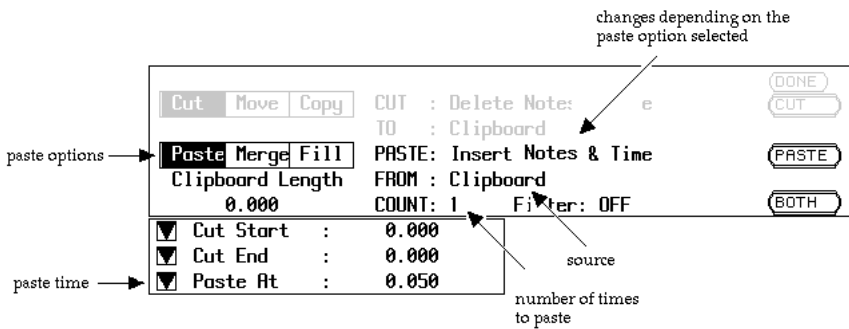 changes depending on the
paste option selected
(DONE)
Cut Move Copy CUT : Delete Notes e (CUT)
TO : Clipboard
paste options Paste Merge Fill PASTE: Insert Notes & Time (PASTE)
Clipboard Length FROM : Clipboard
0.000 COUNT: 1 Filter: OFF (BOTH)
Cut Start : 0.000
Cut End : 0.000
source
paste time Paste At : 0.050
number of times
to paste